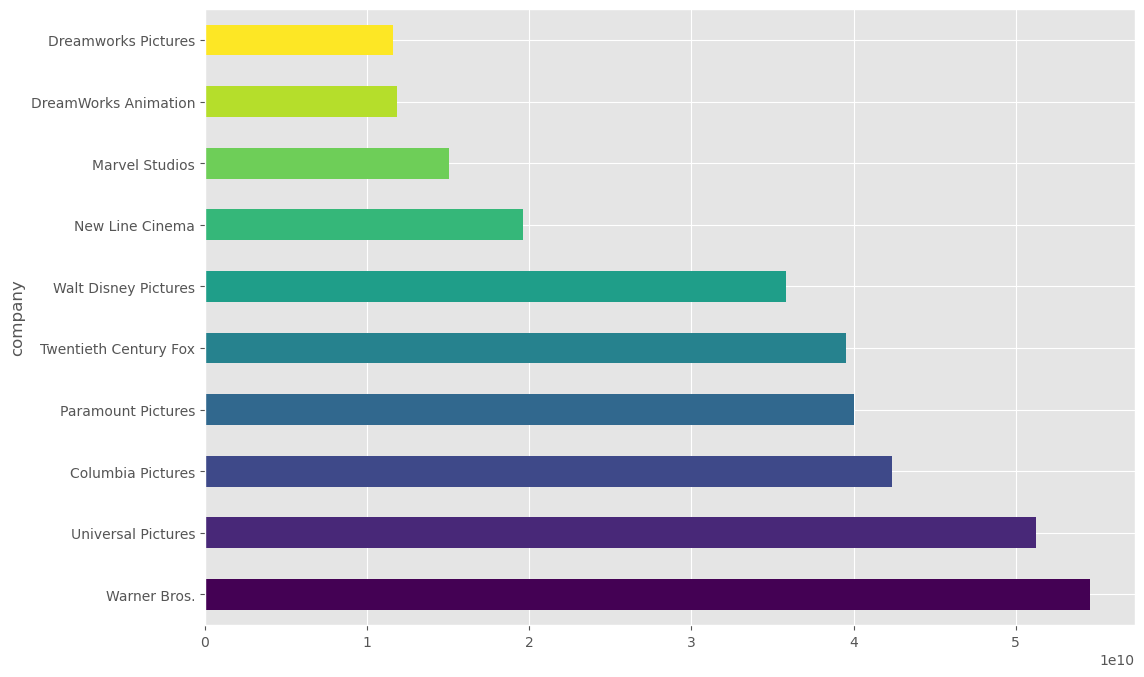 Dreamworks Pictures
DreamWorks Animation
Marvel Studios
New Line Cinema
Walt Disney Pictures
Twentieth Century Fox
Paramount Pictures
Columbia Pictures
Universal Pictures
Warner Bros.
company
0 1 2 3 4 5
1e10